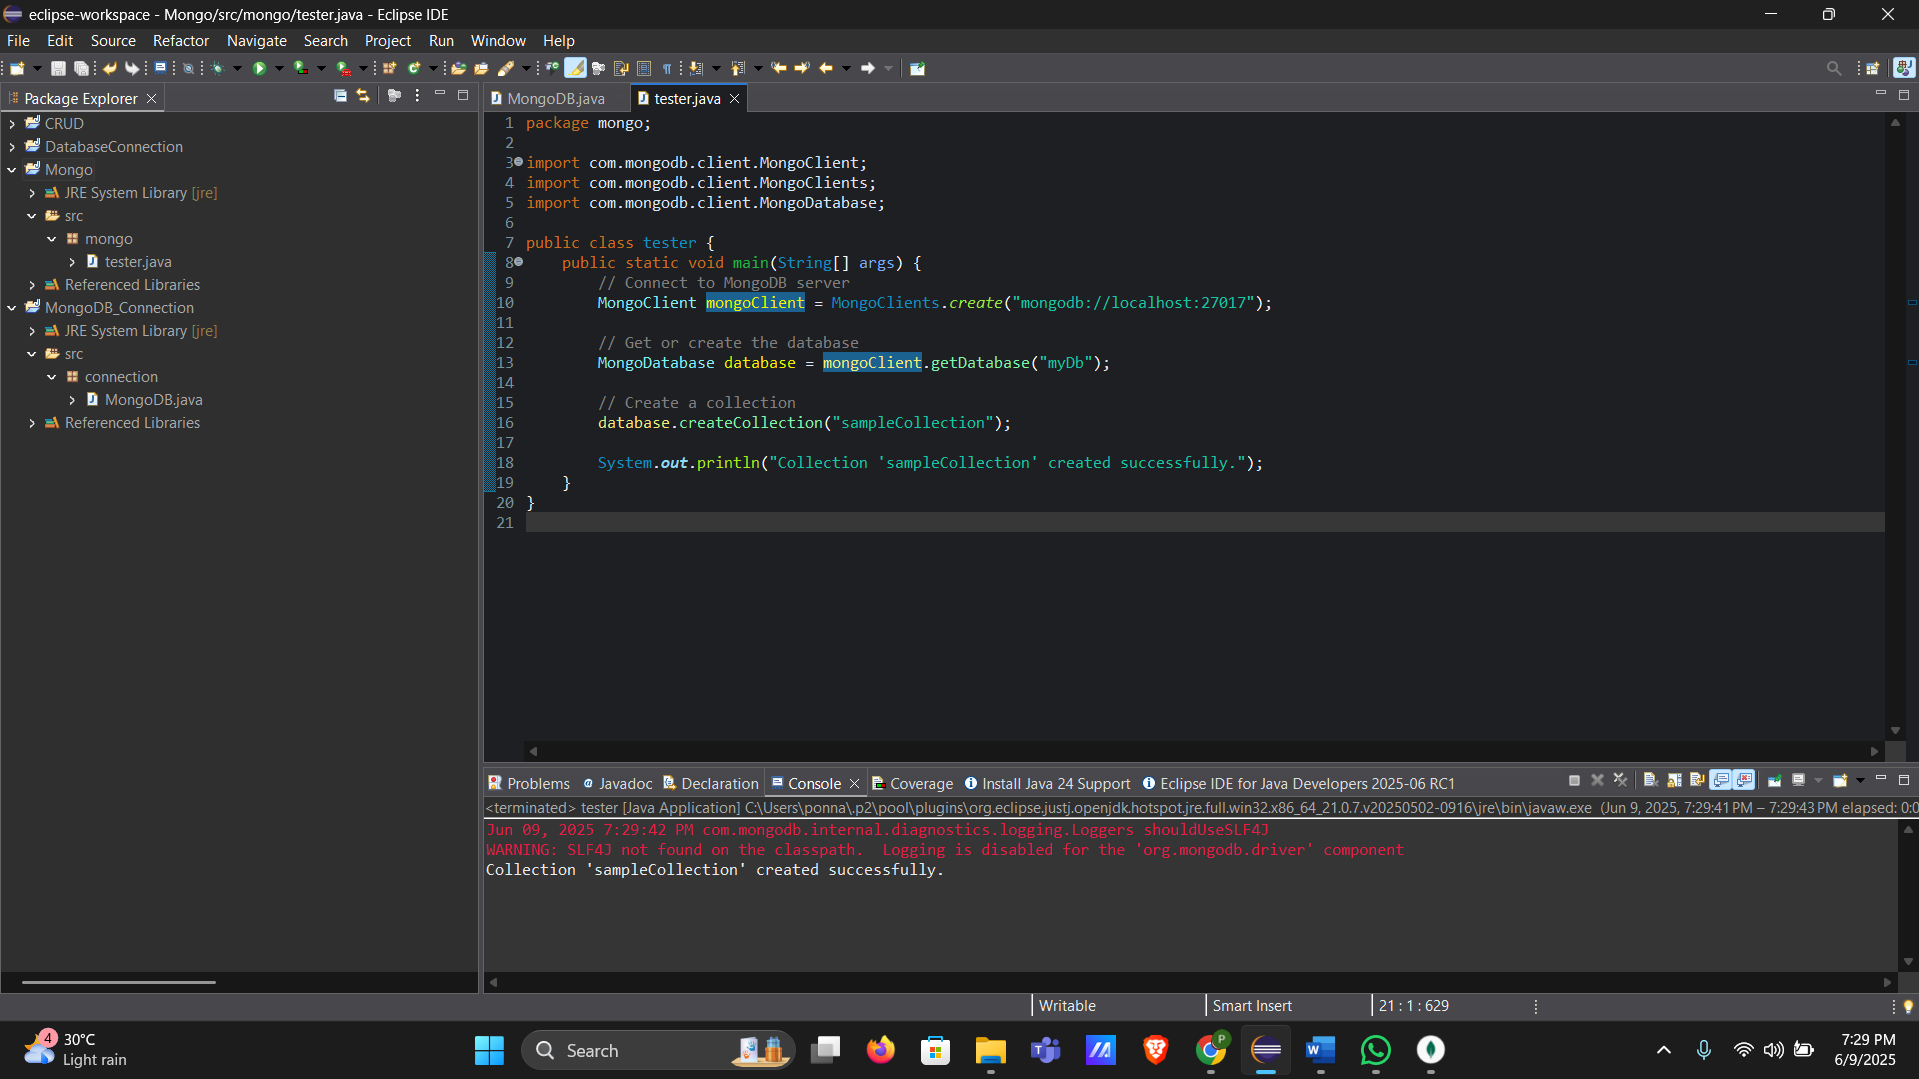 eclipse-workspace - Mongo/src/mongo/tester.java - Eclipse IDE
File Edit Source Refactor Navigate Search Project Run Window Help
Package Explorer
CRUD
DatabaseConnection
Mongo
JRE System Library [jre]
src
mongo
tester.java
Referenced Libraries
MongoDB_Connection
JRE System Library [jre]
src
connection
MongoDB.java
Referenced Libraries
MongoDB.java tester.java
1 package mongo;
2
3 import com.mongodb.client.MongoClient;
4 import com.mongodb.client.MongoClients;
5 import com.mongodb.client.MongoDatabase;
6
7 public class tester {
8 public static void main(String[] args) {
9 // Connect to MongoDB server
10 MongoClient mongoClient = MongoClients.create("mongodb://localhost:27017");
11
12 // Get or create the database
13 MongoDatabase database = mongoClient.getDatabase("myDb");
14
15 // Create a collection
16 database.createCollection("sampleCollection");
17
18 System.out.println("Collection 'sampleCollection' created successfully.");
19 }
20 }
21
Problems Javadoc Declaration Console Coverage Install Java 24 Support Eclipse IDE for Java Developers 2025-06 RC1
<terminated> tester [Java Application] C:\Users\ponna\.p2\pool\plugins\org.eclipse.justj.openjdk.hotspot.jre.full.win32.x86_64_21.0.7.v20250502-0916\jre\bin\javaw.exe (Jun 9, 2025, 7:29:41 PM – 7:29:43 PM elapsed: 0:0
Jun 09, 2025 7:29:42 PM com.mongodb.internal.diagnostics.logging.Loggers shouldUseSLF4J
WARNING: SLF4J not found on the classpath.  Logging is disabled for the 'org.mongodb.driver' component
Collection 'sampleCollection' created successfully.
Writable Smart Insert 21 : 1 : 629
4 30°C
Light rain
Search
P
7:29 PM
6/9/2025